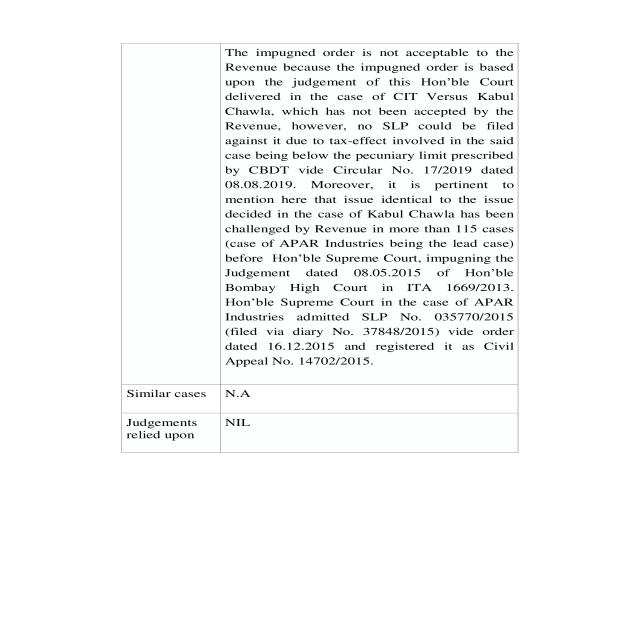 The impugned order is not acceptable to the
Revenue because the impugned order is based
upon the judgement of this Hon'ble Court
delivered in the case of CIT Versus Kabul
Chawla, which has not been accepted by the
Revenue, however, no SLP could be filed
against it due to tax-effect involved in the said
case being below the pecuniary limit prescribed
by CBDT vide Circular No. 17/2019 dated
08.08.2019. Moreover, it is pertinent to
mention here that issue identical to the issue
decided in the case of Kabul Chawla has been
challenged by Revenue in more than 115 cases
(case of APAR Industries being the lead case)
before Hon'ble Supreme Court, impugning the
Judgement dated 08.05.2015 of Hon'ble
Bombay High Court in ITA 1669/2013.
Hon'ble Supreme Court in the case of APAR
Industries admitted SLP No. 035770/2015
(filed via diary No. 37848/2015) vide order
dated 16.12.2015 and registered it as Civil
Appeal No. 14702/2015.
Similar cases N.A
Judgements NIL
relied upon